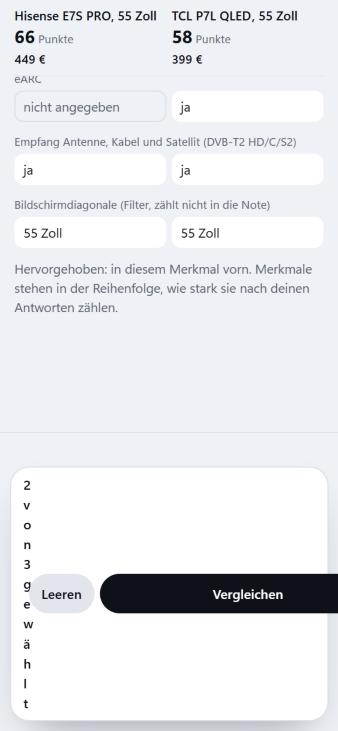 Hisense E7S PRO, 55 Zoll TCL P7L QLED, 55 Zoll
66 Punkte 58 Punkte
449 € 399 €
eARC
nicht angegeben ja
Empfang Antenne, Kabel und Satellit (DVB-T2 HD/C/S2)
ja ja
Bildschirmdiagonale (Filter, zählt nicht in die Note)
55 Zoll 55 Zoll
Hervorgehoben: in diesem Merkmal vorn. Merkmale
stehen in der Reihenfolge, wie stark sie nach deinen
Antworten zählen.
2
v
o
n
3
g
e
w
ä
h
l
t
Leeren Vergleichen